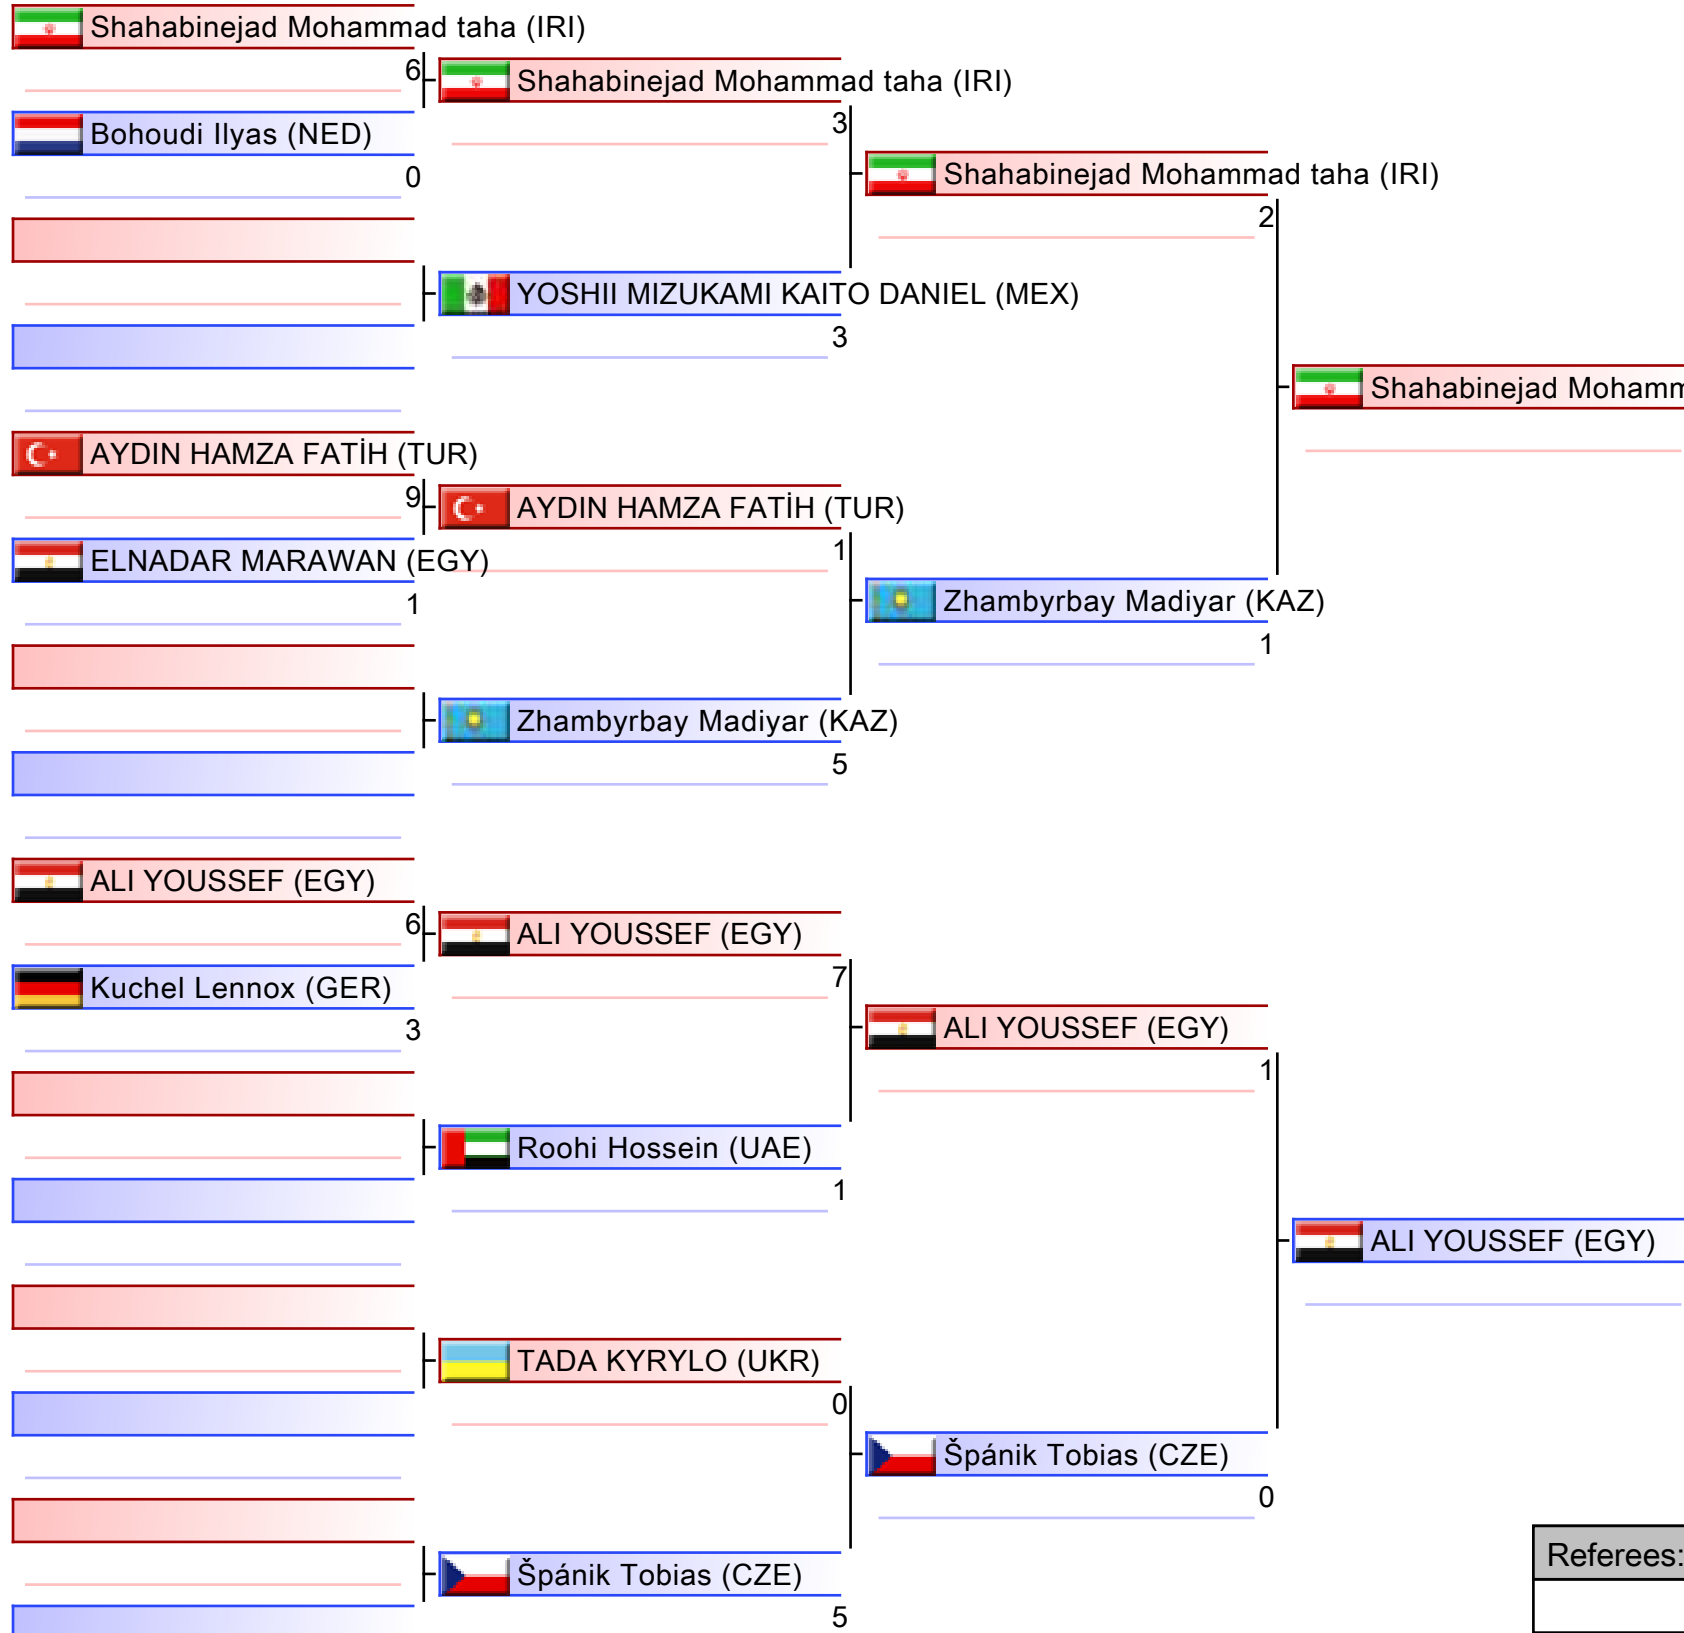 Shahabinejad Mohammad taha (IRI)
6
Shahabinejad Mohammad taha (IRI)
3
Bohoudi Ilyas (NED)
0
Shahabinejad Mohammad taha (IRI)
2
YOSHII MIZUKAMI KAITO DANIEL (MEX)
3
Shahabinejad Mohamm
AYDIN HAMZA FATİH (TUR)
9
AYDIN HAMZA FATİH (TUR)
1
ELNADAR MARAWAN (EGY)
1
Zhambyrbay Madiyar (KAZ)
1
Zhambyrbay Madiyar (KAZ)
5
ALI YOUSSEF (EGY)
6
ALI YOUSSEF (EGY)
7
Kuchel Lennox (GER)
3
ALI YOUSSEF (EGY)
1
Roohi Hossein (UAE)
1
ALI YOUSSEF (EGY)
TADA KYRYLO (UKR)
0
Špánik Tobias (CZE)
0
Špánik Tobias (CZE)
5
Referees: